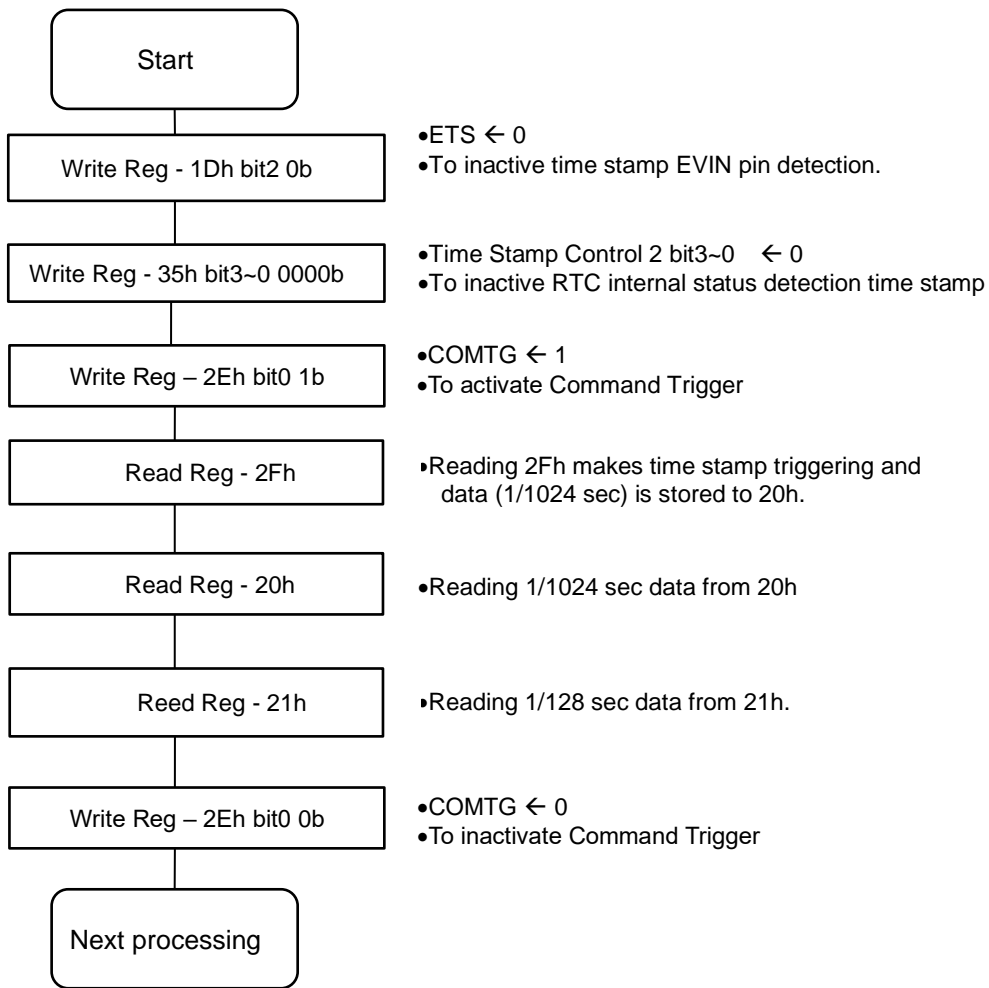 Start
Write Reg - 1Dh bit2 0b
•ETS ← 0
•To inactive time stamp EVIN pin detection.
Write Reg - 35h bit3~0 0000b
•Time Stamp Control 2 bit3~0 ← 0
•To inactive RTC internal status detection time stamp
Write Reg – 2Eh bit0 1b
•COMTG ← 1
•To activate Command Trigger
Read Reg - 2Fh
•Reading 2Fh makes time stamp triggering and
data (1/1024 sec) is stored to 20h.
Read Reg - 20h
•Reading 1/1024 sec data from 20h
Reed Reg - 21h
•Reading 1/128 sec data from 21h.
Write Reg – 2Eh bit0 0b
•COMTG ← 0
•To inactivate Command Trigger
Next processing